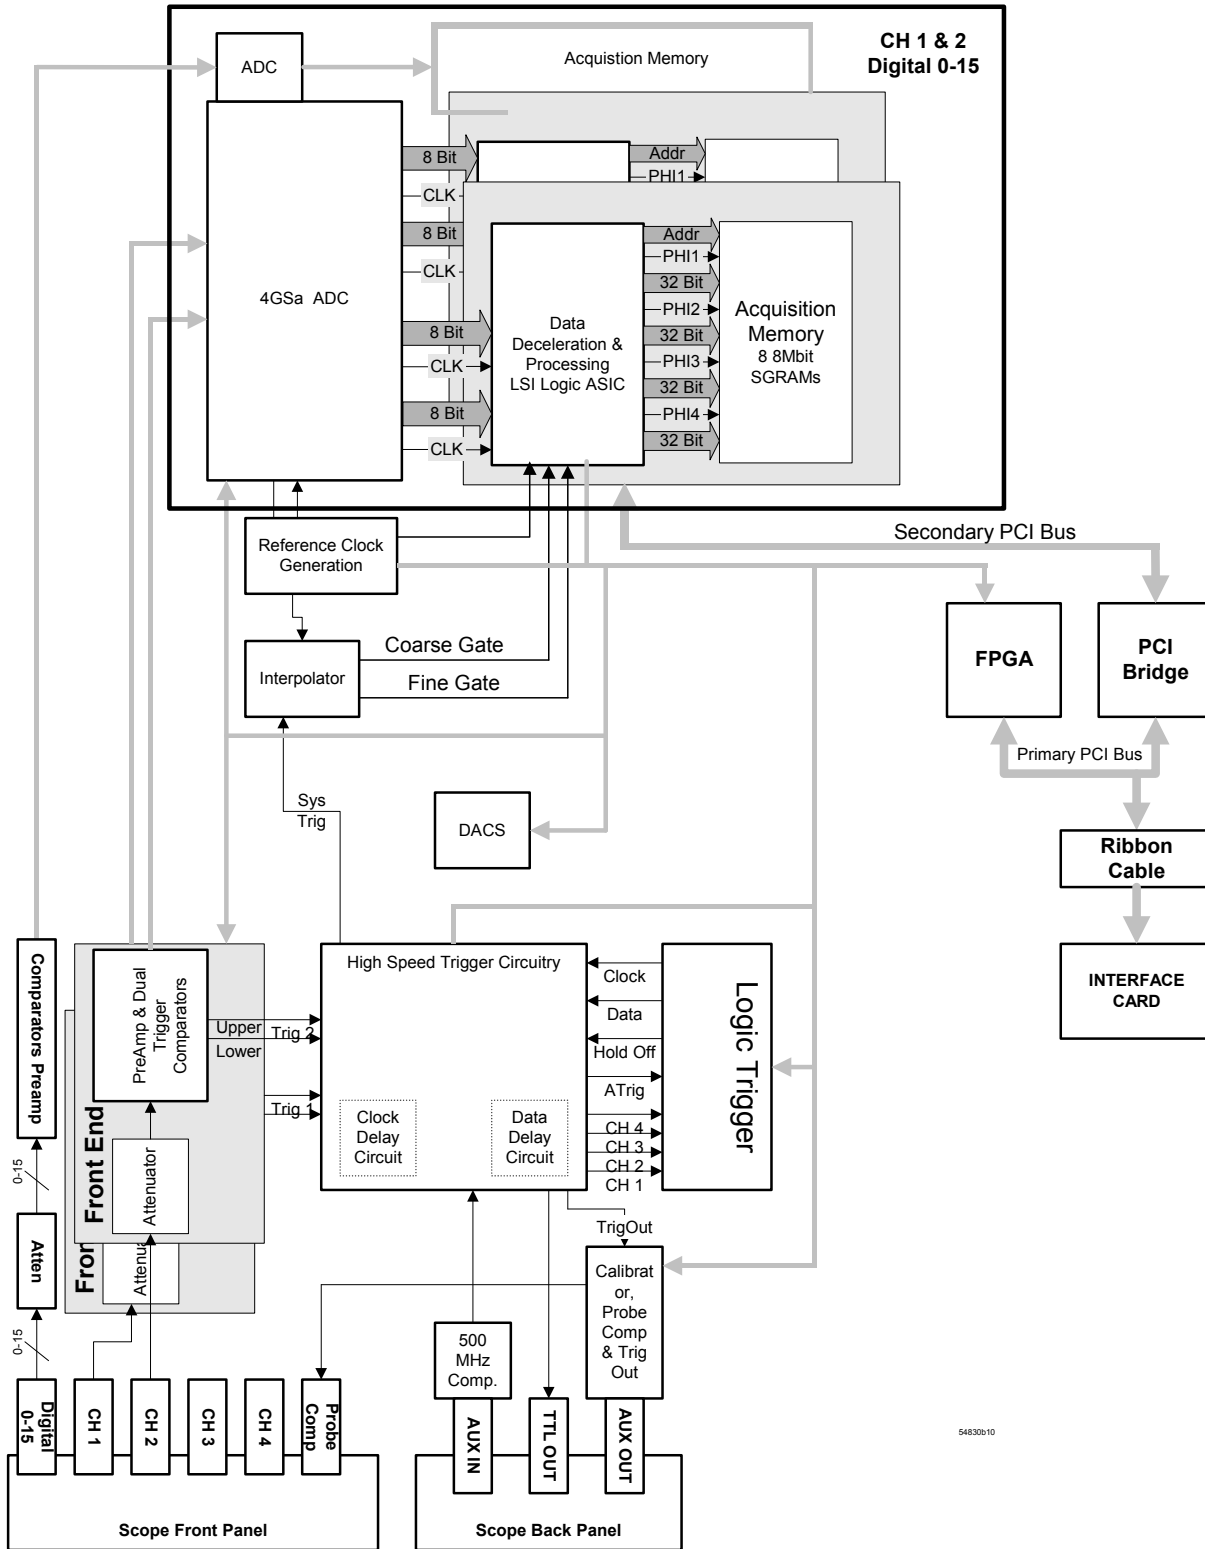 CH 1 & 2
Digital 0-15
ADC
Acquistion Memory
8 Bit
CLK
8 Bit
CLK
8 Bit
CLK
8 Bit
CLK
4GSa ADC
Addr
PHI1
Addr
PHI1
32 Bit
PHI2
32 Bit
PHI3
32 Bit
PHI4
32 Bit
Data
Deceleration &
Processing
LSI Logic ASIC
Acquisition
Memory
8 8Mbit
SGRAMs
Reference Clock
Generation
Secondary PCI Bus
Interpolator
Coarse Gate
Fine Gate
FPGA
PCI
Bridge
Primary PCI Bus
Sys
Trig
DACS
Ribbon
Cable
INTERFACE
CARD
Comparators Preamp
PreAmp & Dual
Trigger
Comparators
Upper
Lower
Trig 2
Trig 1
High Speed Trigger Circuitry
Clock
Delay
Circuit
Data
Delay
Circuit
Clock
Data
Hold Off
ATrig
CH 4
CH 3
CH 2
CH 1
Logic Trigger
Front End
Attenuator
Fron
Attenua
0-15
Atten
0-15
TrigOut
Calibrat
or,
Probe
Comp
& Trig
Out
500
MHz
Comp.
Digital
0-15
CH 1
CH 2
CH 3
CH 4
Probe
Comp
AUX IN
TTL OUT
AUX OUT
Scope Front Panel
Scope Back Panel
54830b10